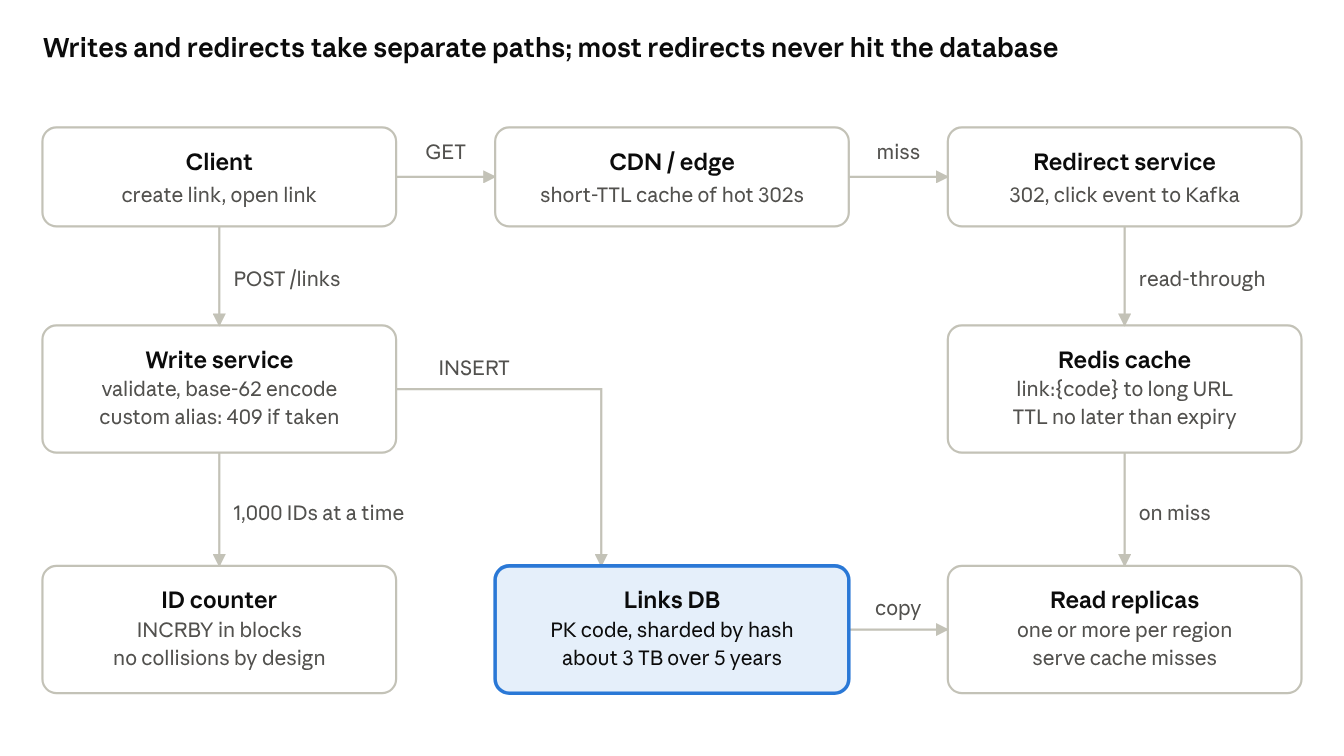 Writes and redirects take separate paths; most redirects never hit the database
Client
create link, open link
GET
CDN / edge
short-TTL cache of hot 302s
miss
Redirect service
302, click event to Kafka
POST /links
read-through
Write service
validate, base-62 encode
custom alias: 409 if taken
INSERT
Redis cache
link:{code} to long URL
TTL no later than expiry
1,000 IDs at a time
on miss
ID counter
INCRBY in blocks
no collisions by design
Links DB
PK code, sharded by hash
about 3 TB over 5 years
copy
Read replicas
one or more per region
serve cache misses